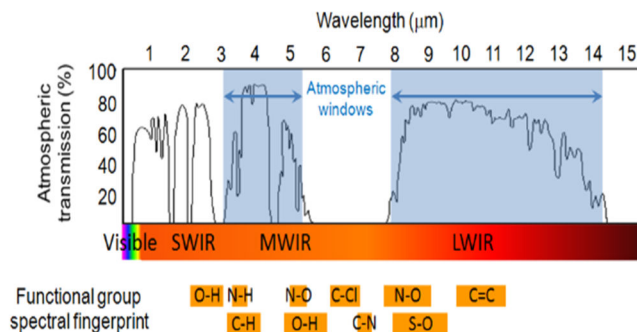 Wavelength (μm)
1 2 3 4 5 6 7 8 9 10 11 12 13 14 15
Atmospheric
transmission (%)
100
80
60
40
20
Atmospheric
windows
Visible SWIR MWIR LWIR
Functional group
spectral fingerprint
O-H N-H N-O C-Cl N-O C=C
C-H O-H C-N S-O